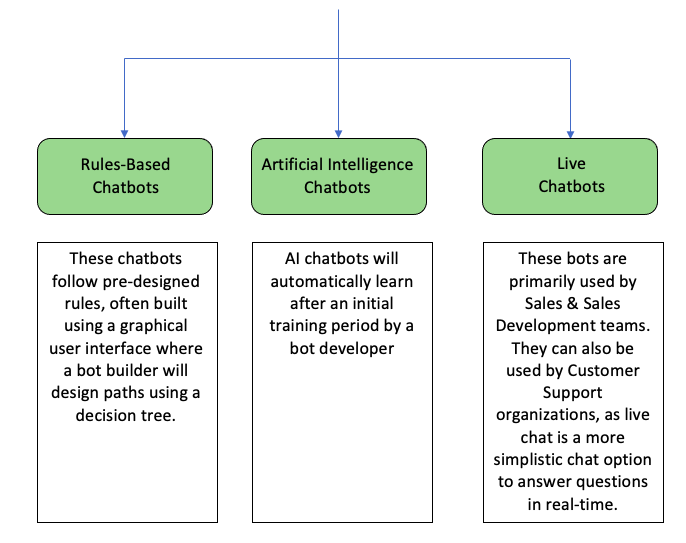 Rules-Based
Chatbots
Artificial Intelligence
Chatbots
Live
Chatbots
These chatbots
follow pre-designed
rules, often built
using a graphical
user interface where
a bot builder will
design paths using a
decision tree.
AI chatbots will
automatically learn
after an initial
training period by a
bot developer
These bots are
primarily used by
Sales & Sales
Development teams.
They can also be
used by Customer
Support
organizations, as live
chat is a more
simplistic chat option
to answer questions
in real-time.